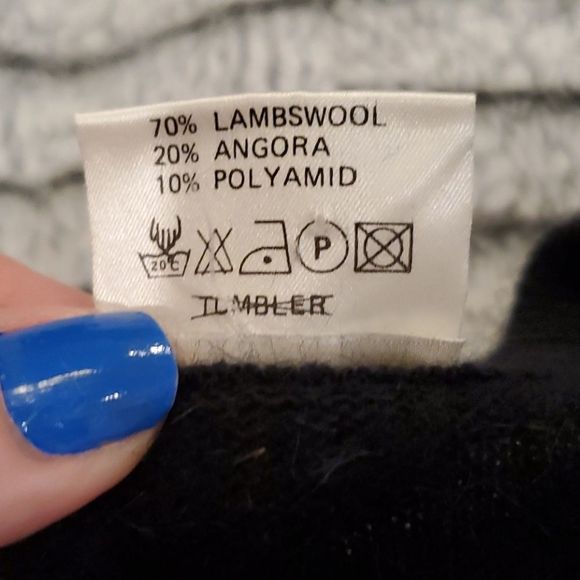 70% LAMBSWOOL
20% ANGORA
10% POLYAMID
20°C P
TUMBLER